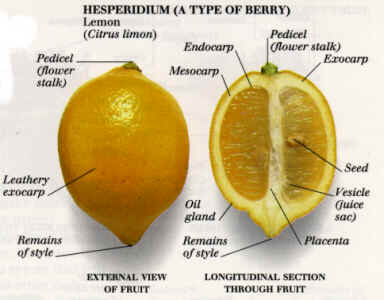 HESPERIDIUM (A TYPE OF BERRY)
Lemon
(Citrus limon)
Pedicel
(flower
stalk)
Leathery
exocarp
Remains
of style
EXTERNAL VIEW
OF FRUIT
Endocarp
Mesocarp
Pedicel
(flower stalk)
Exocarp
Seed
Vesicle
(juice
sac)
Oil
gland
Placenta
Remains
of style
LONGITUDINAL SECTION
THROUGH FRUIT